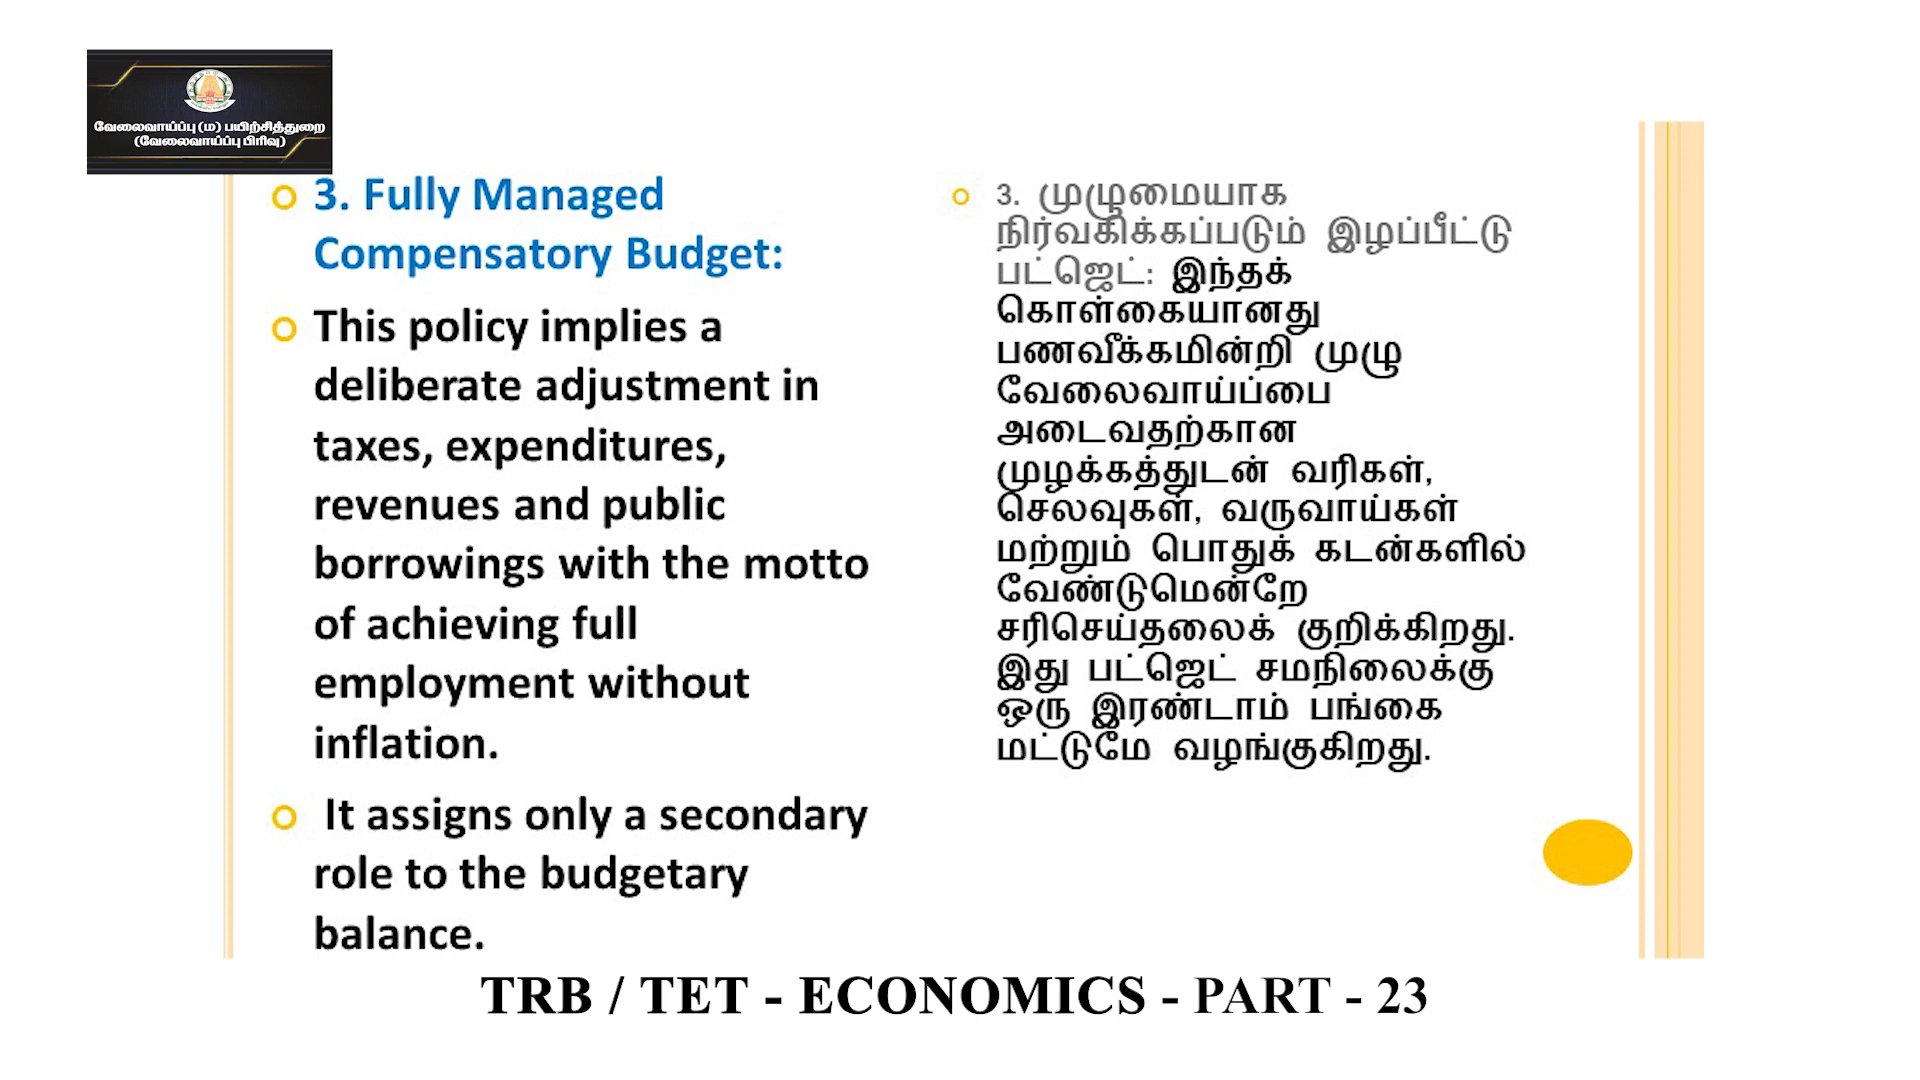 வேலைவாய்ப்பு (ம) பயிற்சித்துறை
(வேலைவாய்ப்பு பிரிவு)
3. Fully Managed
Compensatory Budget:
This policy implies a
deliberate adjustment in
taxes, expenditures,
revenues and public
borrowings with the motto
of achieving full
employment without
inflation.
It assigns only a secondary
role to the budgetary
balance.
3. முழுமையாக
நிர்வகிக்கப்படும் இழப்பீட்டு
பட்ஜெட்: இந்தக்
கொள்கையானது
பணவீக்கமின்றி முழு
வேலைவாய்ப்பை
அடைவதற்கான
முழக்கத்துடன் வரிகள்,
செலவுகள், வருவாய்கள்
மற்றும் பொதுக் கடன்களில்
வேண்டுமென்றே
சரிசெய்தலைக் குறிக்கிறது.
இது பட்ஜெட் சமநிலைக்கு
ஒரு இரண்டாம் பங்கை
மட்டுமே வழங்குகிறது.
TRB / TET - ECONOMICS - PART - 23